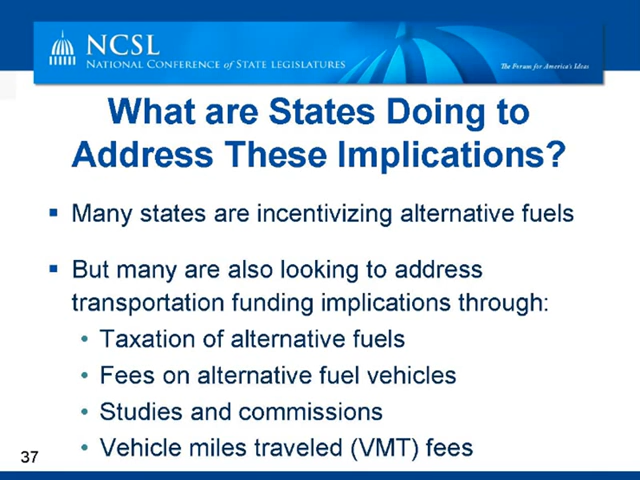 NCSL
NATIONAL CONFERENCE of STATE LEGISLATURES
The Forum for America's Ideas
What are States Doing to
Address These Implications?
▪ Many states are incentivizing alternative fuels
▪ But many are also looking to address
transportation funding implications through:
• Taxation of alternative fuels
• Fees on alternative fuel vehicles
• Studies and commissions
• Vehicle miles traveled (VMT) fees
37